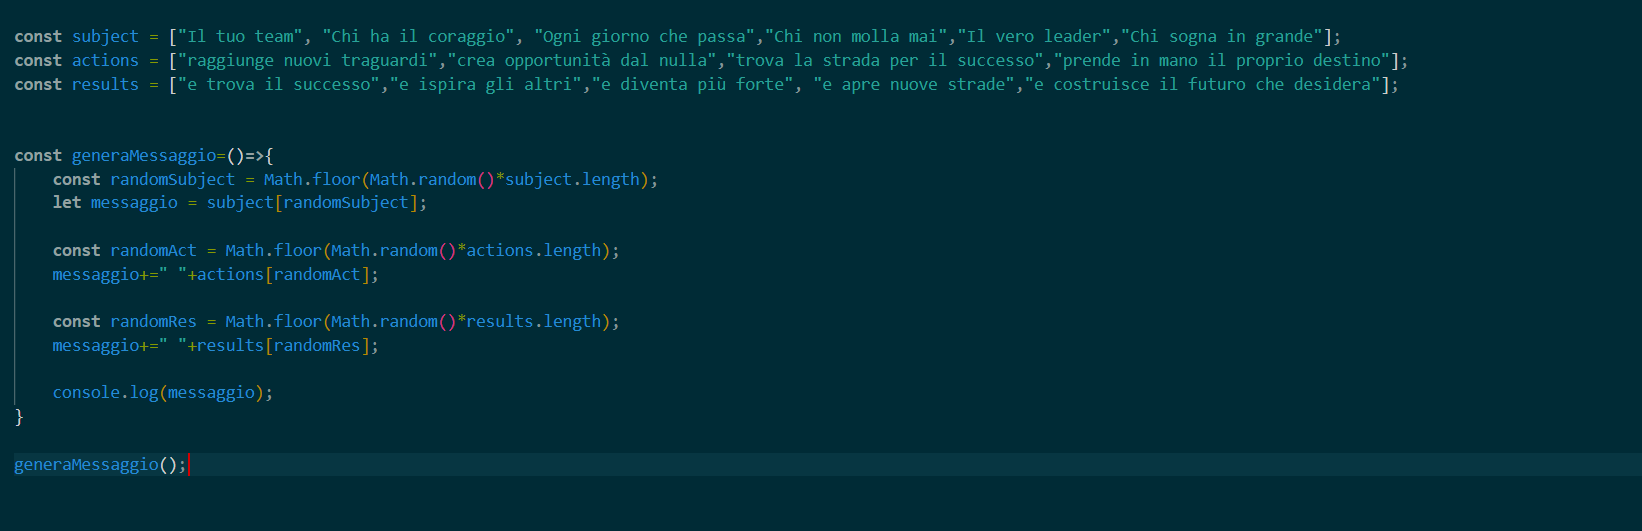 const subject = ["Il tuo team", "Chi ha il coraggio", "Ogni giorno che passa","Chi non molla mai","Il vero leader","Chi sogna in grande"];
const actions = ["raggiunge nuovi traguardi","crea opportunità dal nulla","trova la strada per il successo","prende in mano il proprio destino"];
const results = ["e trova il successo","e ispira gli altri","e diventa più forte", "e apre nuove strade","e costruisce il futuro che desidera"];
const generaMessaggio=()=>{
    const randomSubject = Math.floor(Math.random()*subject.length);
    let messaggio = subject[randomSubject];
    const randomAct = Math.floor(Math.random()*actions.length);
    messaggio+=" "+actions[randomAct];
    const randomRes = Math.floor(Math.random()*results.length);
    messaggio+=" "+results[randomRes];
    console.log(messaggio);
}
generaMessaggio();